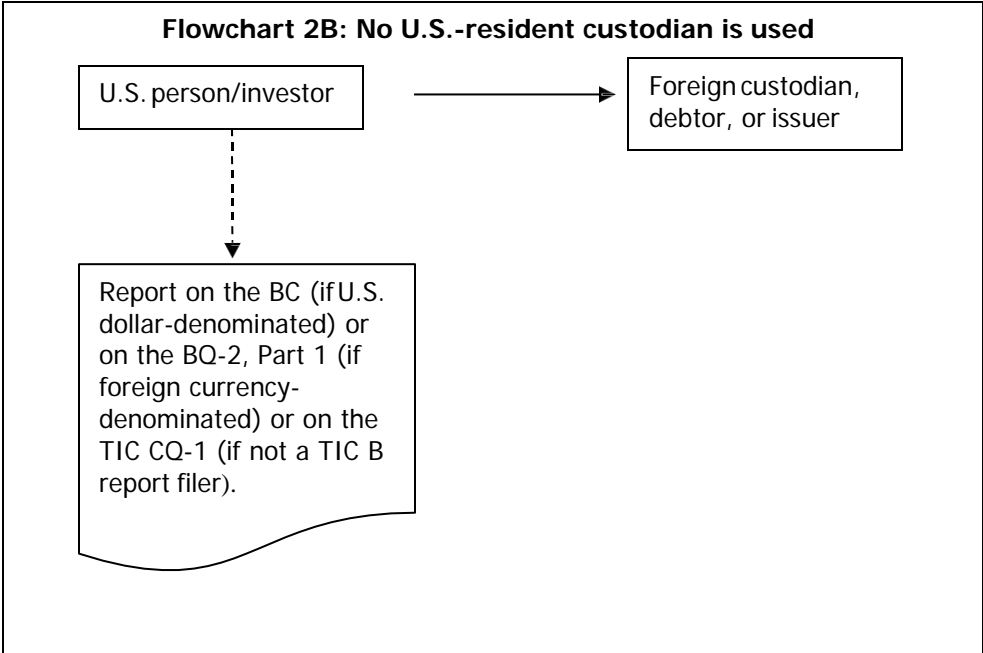 Flowchart 2B: No U.S.-resident custodian is used
U.S. person/investor
Foreign custodian,
debtor, or issuer
Report on the BC (if U.S.
dollar-denominated) or
on the BQ-2, Part 1 (if
foreign currency-
denominated) or on the
TIC CQ-1 (if not a TIC B
report filer).